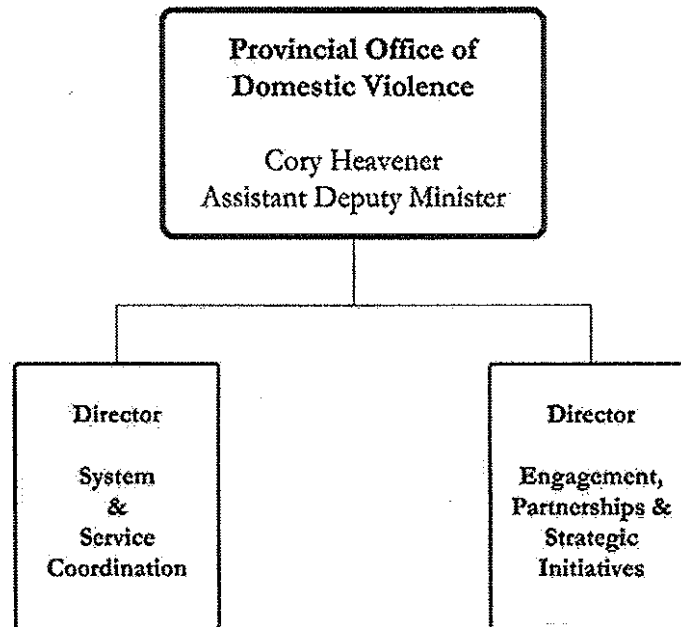 Provincial Office of
Domestic Violence
Cory Heavener
Assistant Deputy Minister
Director
System
&
Service
Coordination
Director
Engagement,
Partnerships &
Strategic
Initiatives